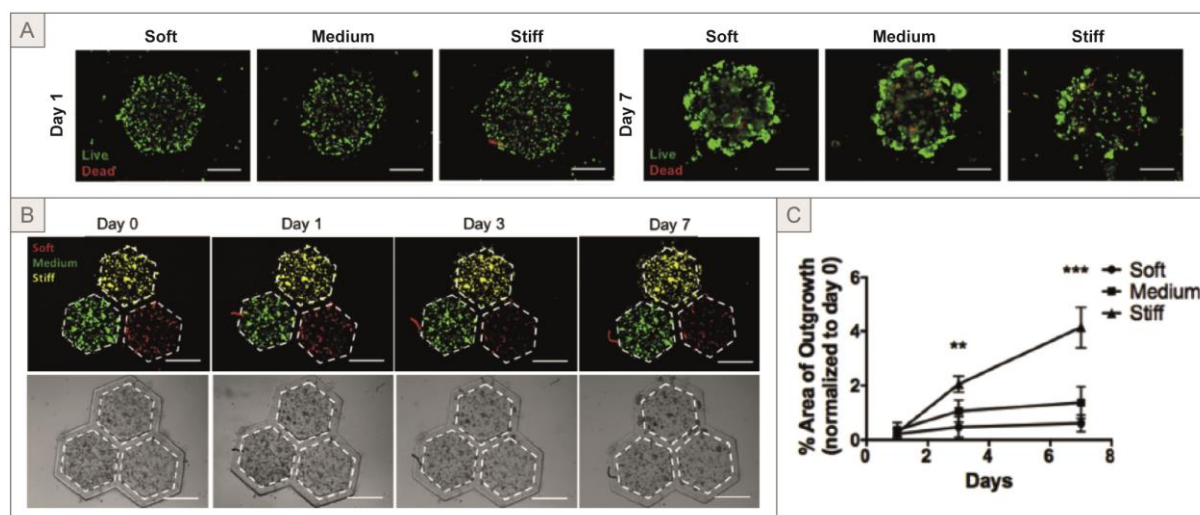 A
Soft Medium Stiff Soft Medium Stiff
Day 1
Live
Dead
Day 7
Live
Dead
B
Day 0 Day 1 Day 3 Day 7
Soft
Medium
Stiff
C
% Area of Outgrowth
(normalized to day 0)
6
4
2
0
0 2 4 6 8
Days
**
***
Soft
Medium
Stiff